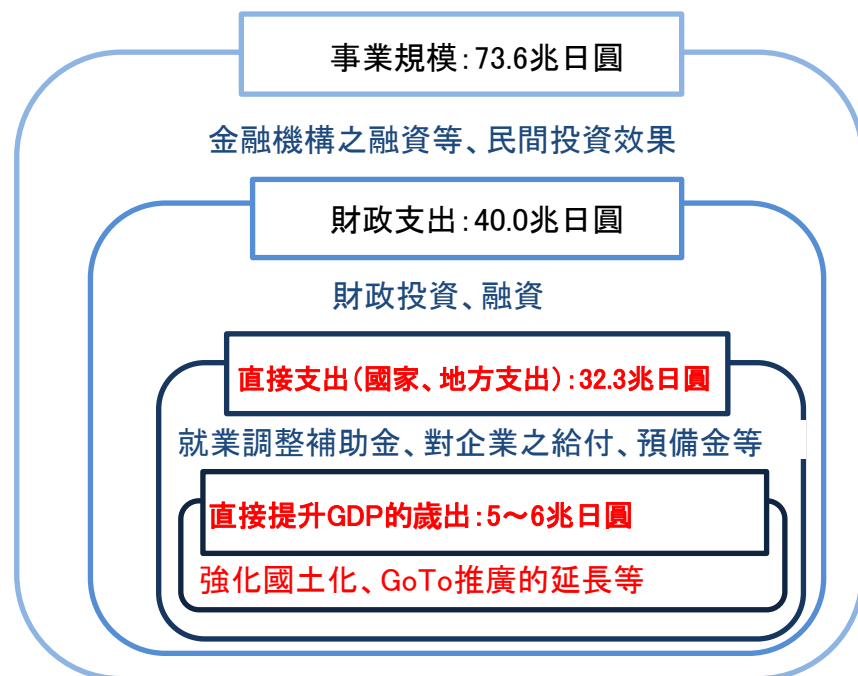 事業規模：73.6兆日圓
金融機構之融資等、民間投資效果
財政支出：40.0兆日圓
財政投資、融資
直接支出（國家、地方支出）：32.3兆日圓
就業調整補助金、對企業之給付、預備金等
直接提升GDP的歲出：5～6兆日圓
強化國土化、GoTo推廣的延長等